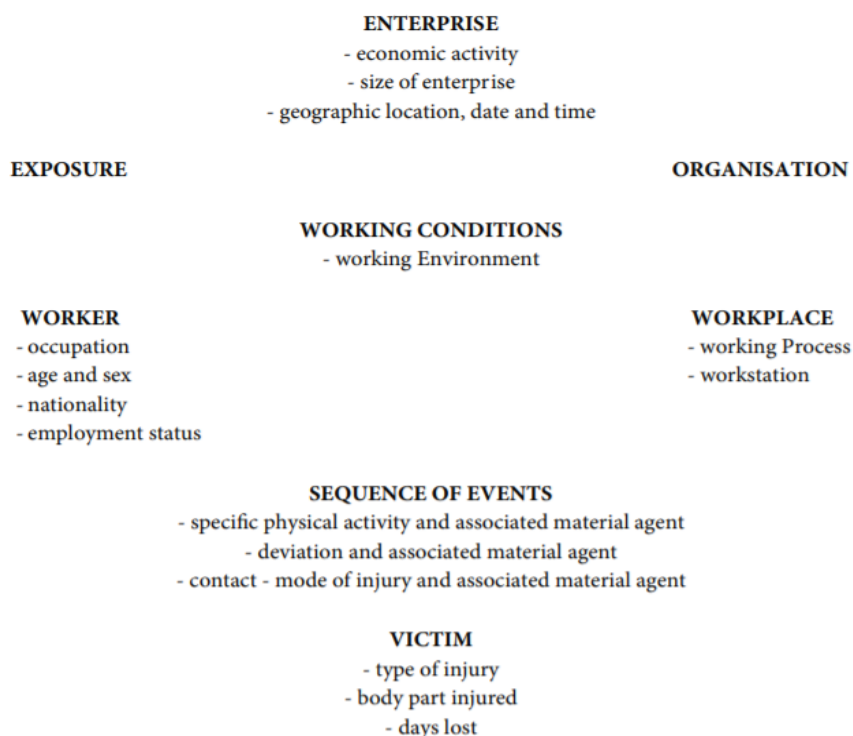 ENTERPRISE
- economic activity
- size of enterprise
- geographic location, date and time
EXPOSURE
ORGANISATION
WORKING CONDITIONS
- working Environment
WORKER
- occupation
- age and sex
- nationality
- employment status
WORKPLACE
- working Process
- workstation
SEQUENCE OF EVENTS
- specific physical activity and associated material agent
- deviation and associated material agent
- contact - mode of injury and associated material agent
VICTIM
- type of injury
- body part injured
- days lost